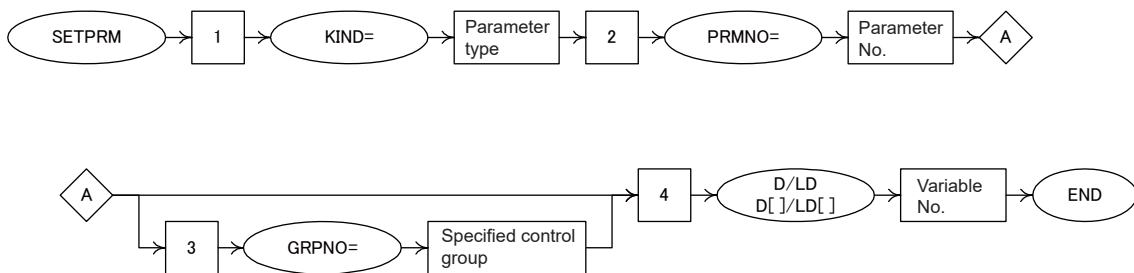 SETPRM
1
KIND=
Parameter
type
2
PRMNO=
Parameter
No.
A
A
4
D/LD
D[ ]/LD[ ]
Variable
No.
END
3
GRPNO=
Specified control
group